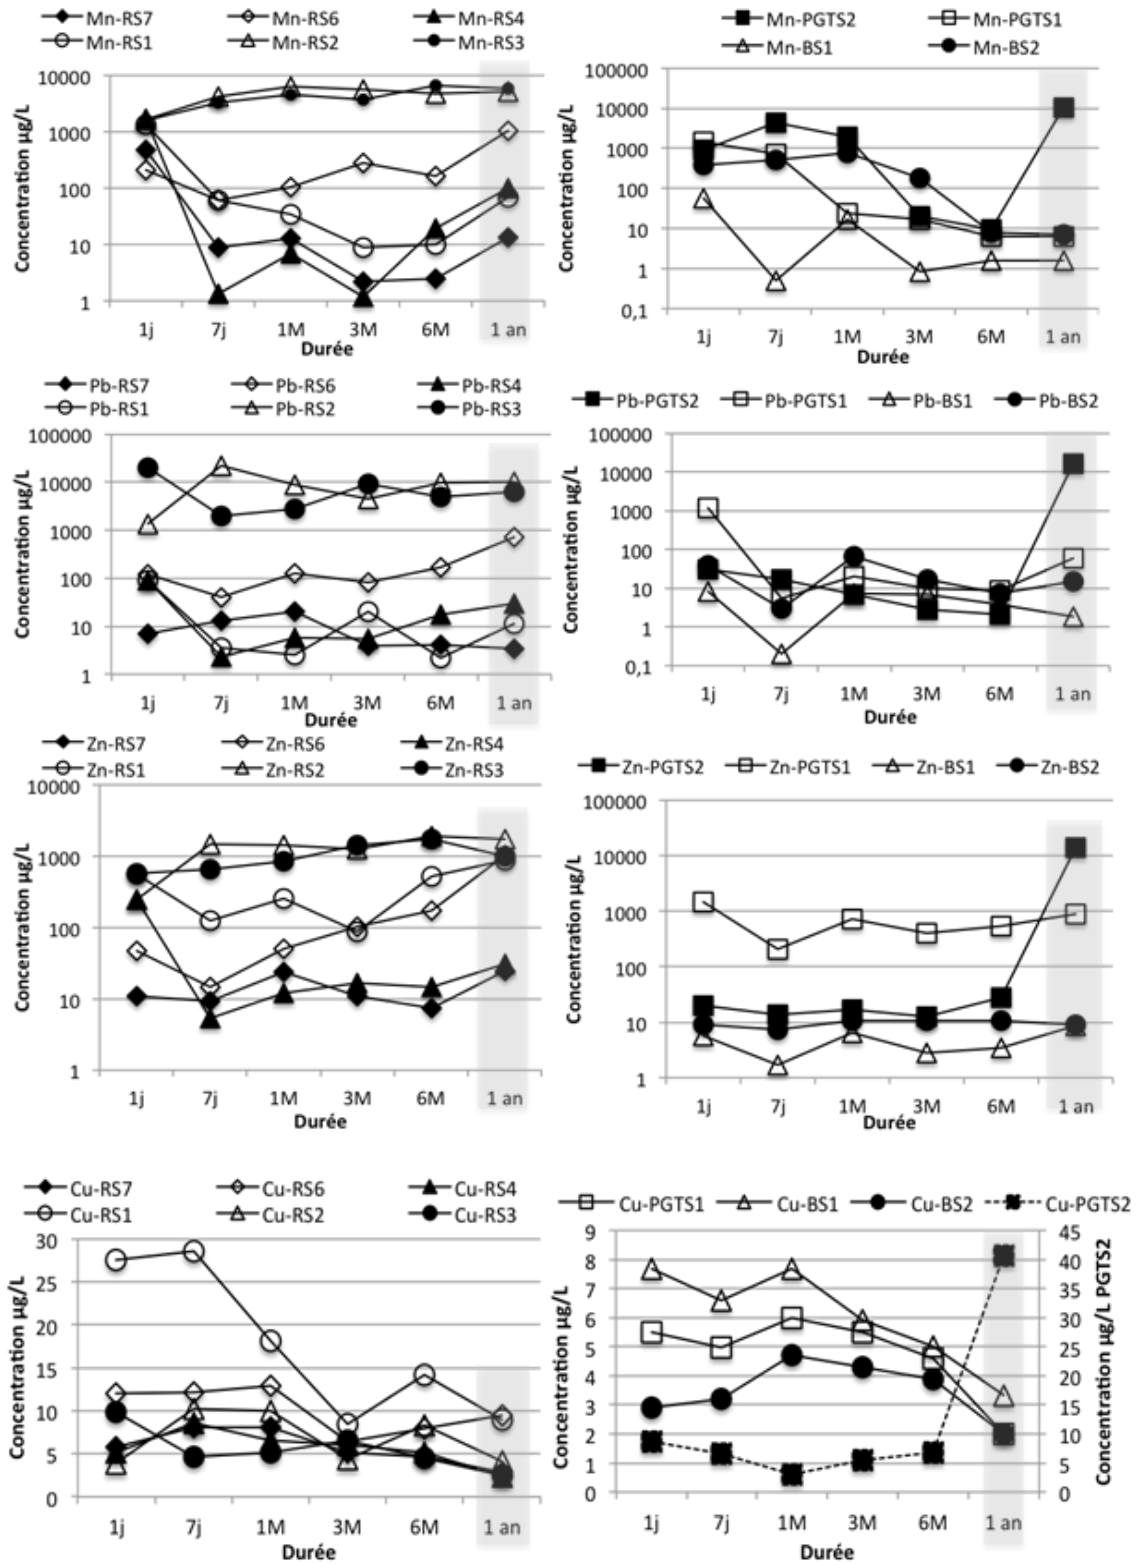 Mn-RS7 Mn-RS6 Mn-RS4
Mn-RS1 Mn-RS2 Mn-RS3
Concentration µg/L
10000
1000
100
10
1
1j 7j 1M 3M 6M 1 an
Durée
Mn-PGTS2 Mn-PGTS1
Mn-BS1 Mn-BS2
Concentration µg/L
100000
10000
1000
100
10
1
0,1
1j 7j 1M 3M 6M 1 an
Durée
Pb-RS7 Pb-RS6 Pb-RS4
Pb-RS1 Pb-RS2 Pb-RS3
Concentration µg/L
100000
10000
1000
100
10
1
1j 7j 1M 3M 6M 1 an
Durée
Pb-PGTS2 Pb-PGTS1 Pb-BS1 Pb-BS2
Concentration µg/L
100000
10000
1000
100
10
1
0,1
1j 7j 1M 3M 6M 1 an
Durée
Zn-RS7 Zn-RS6 Zn-RS4
Zn-RS1 Zn-RS2 Zn-RS3
Concentration µg/L
10000
1000
100
10
1
1j 7j 1M 3M 6M 1 an
Durée
Zn-PGTS2 Zn-PGTS1 Zn-BS1 Zn-BS2
Concentration µg/L
100000
10000
1000
100
10
1
1j 7j 1M 3M 6M 1 an
Durée
Cu-RS7 Cu-RS6 Cu-RS4
Cu-RS1 Cu-RS2 Cu-RS3
Concentration µg/L
30
25
20
15
10
5
0
1j 7j 1M 3M 6M 1 an
Durée
Cu-PGTS1 Cu-BS1 Cu-BS2 Cu-PGTS2
Concentration µg/L
9
8
7
6
5
4
3
2
1
0
45
40
35
30
25
20
15
10
5
0
Concentration µg/L PGTS2
1j 7j 1M 3M 6M 1 an
Durée